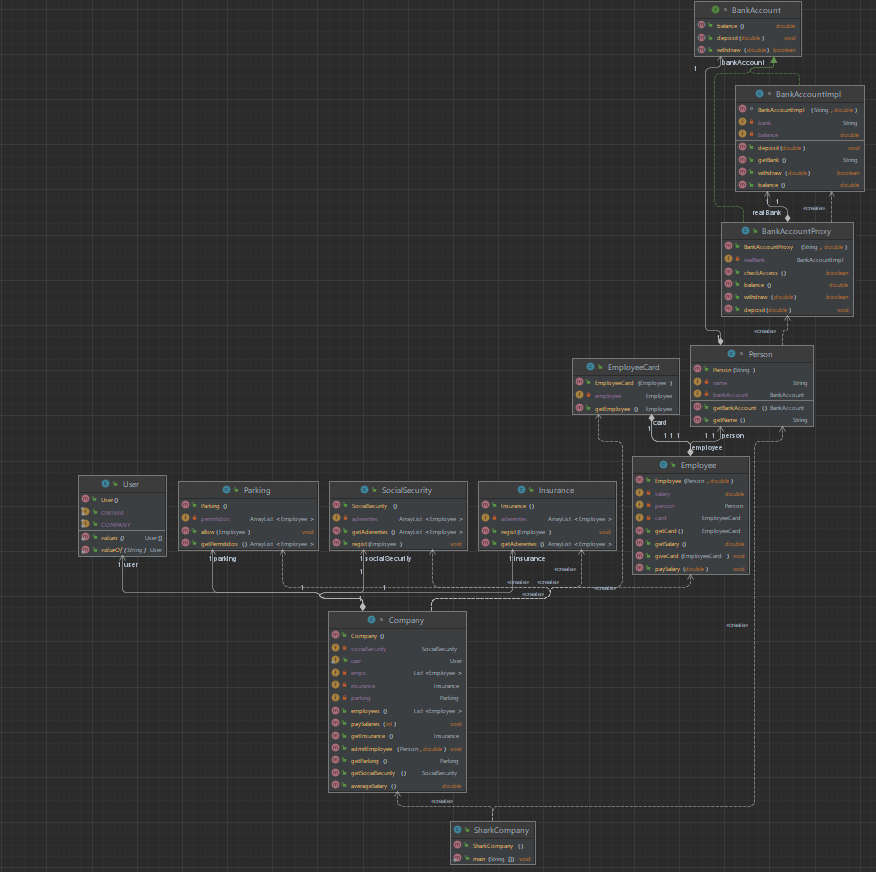 BankAccount
balance () double
deposit (double) void
withdraw (double) boolean
1 bankAccount
BankAccountImpl
BankAccountImpl (String, double)
bank String
balance double
deposit (double) void
getBank () String
withdraw (double) boolean
balance () double
1
realBank «create»
BankAccountProxy
BankAccountProxy (String, double)
realBank BankAccountImpl
checkAccess () boolean
balance () double
withdraw (double) boolean
deposit (double) void
«create»
1
Person
Person (String)
name String
bankAccount BankAccount
getBankAccount () BankAccount
getName () String
EmployeeCard
EmployeeCard (Employee)
employee Employee
getEmployee () Employee
card
1 1 1 1 1 1 person
employee
Employee
Employee (Person, double)
salary double
person Person
card EmployeeCard
getCard () EmployeeCard
getSalary () double
giveCard (EmployeeCard) void
paySalary (double) void
User
User ()
OWNER
COMPANY
values () User []
valueOf (String) User
1 user
Parking
Parking ()
permitidos ArrayList <Employee>
allow (Employee) void
getPermitidos () ArrayList <Employee>
1 parking
SocialSecurity
SocialSecurity ()
aderentes ArrayList <Employee>
getAderentes () ArrayList <Employee>
regist (Employee) void
1 socialSecurity
Insurance
Insurance ()
aderentes ArrayList <Employee>
regist (Employee) void
getAderentes () ArrayList <Employee>
1 insurance
«create»
1
«create» «create»
1 1 «create»
«create»
Company
Company ()
socialSecurity SocialSecurity
user User
emps List <Employee>
insurance Insurance
parking Parking
employees () List <Employee>
paySalaries (int) void
getInsurance () Insurance
admitEmployee (Person, double) void
getParking () Parking
getSocialSecurity () SocialSecurity
averageSalary () double
«create»
«create»
SharkCompany
SharkCompany ()
main (String []) void